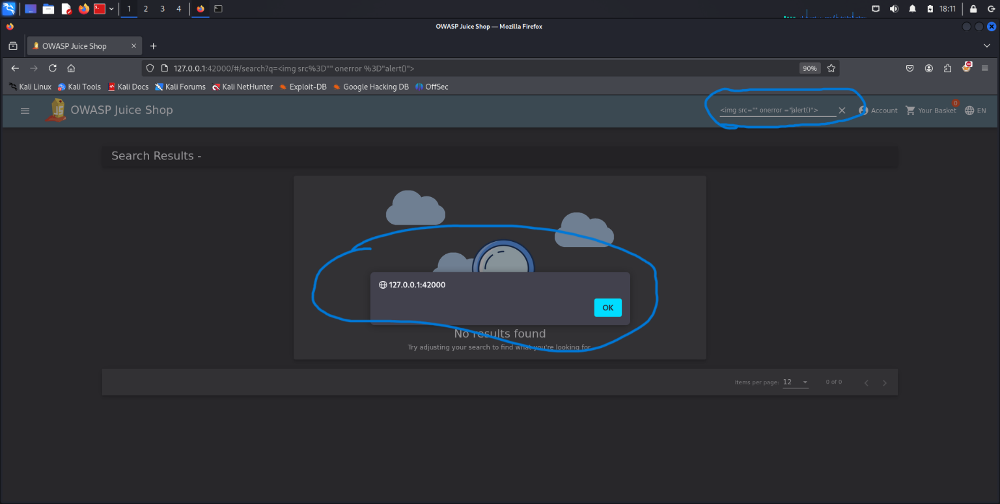 1 2 3 4 18:11
OWASP Juice Shop — Mozilla Firefox
OWASP Juice Shop
127.0.0.1:42000/#/search?q=<img src%3D"" onerror %3D"alert()"> 90%
Kali Linux Kali Tools Kali Docs Kali Forums Kali NetHunter Exploit-DB Google Hacking DB OffSec
JS OWASP Juice Shop <img src="" onerror ="alert()"> Account Your Basket 0 EN
Search Results -
127.0.0.1:42000
OK
No results found
Try adjusting your search to find what you're looking for.
Items per page: 12 0 of 0